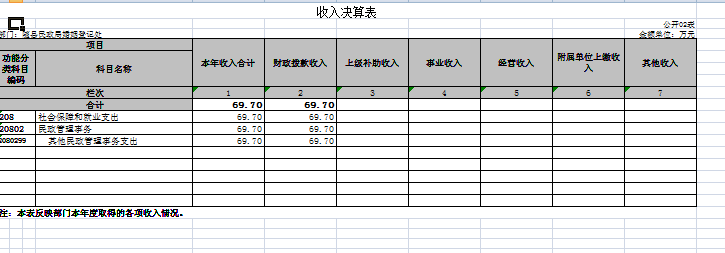 收入决算表
公开02表
部门：县民政局婚姻登记处 金额单位：万元
项目 本年收入合计 财政拨款收入 上级补助收入 事业收入 经营收入 附属单位上缴收入 其他收入
功能分类科目编码 科目名称
栏次 1 2 3 4 5 6 7
合计 69.70 69.70
208 社会保障和就业支出 69.70 69.70
20802 民政管理事务 69.70 69.70
2080299 其他民政管理事务支出 69.70 69.70
注：本表反映部门本年度取得的各项收入情况。